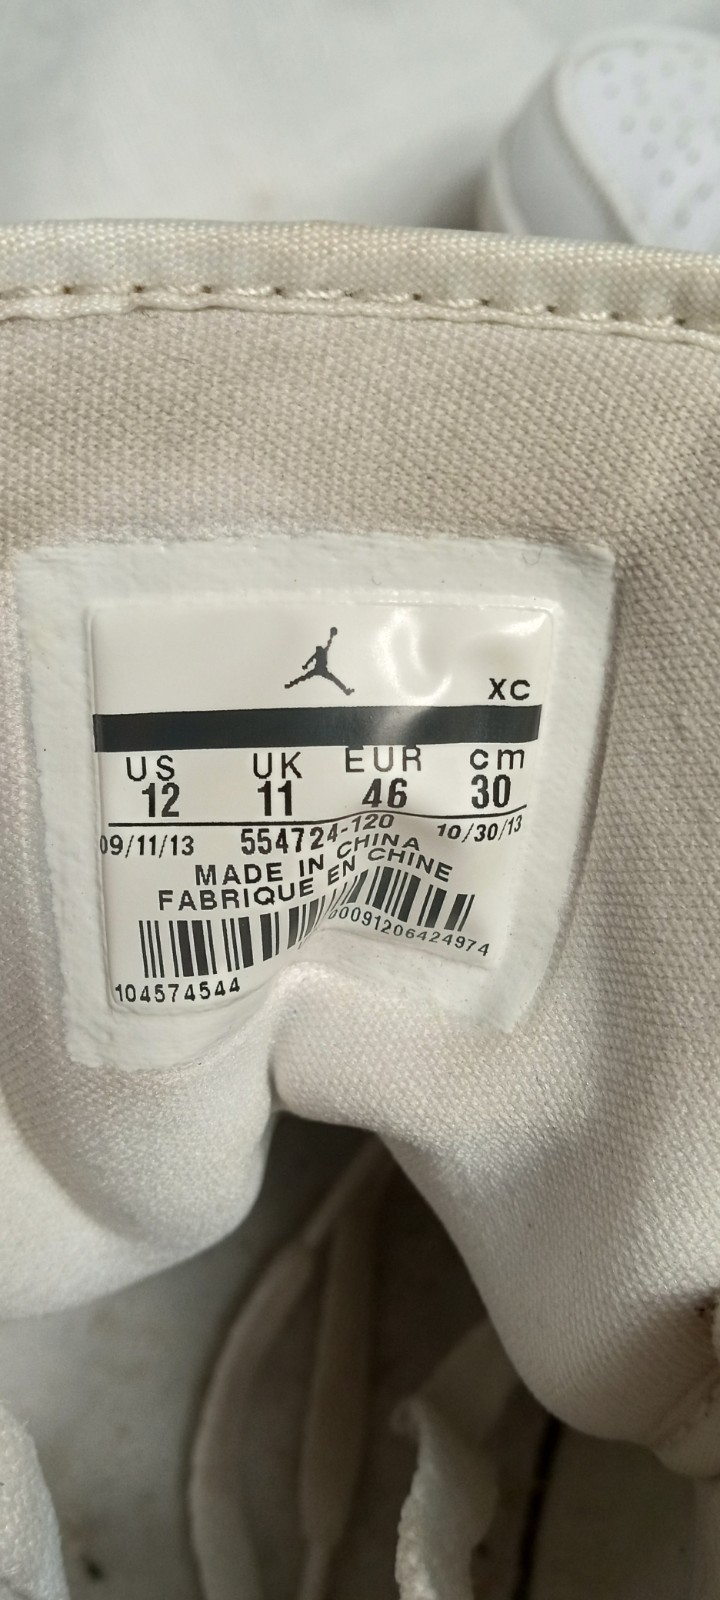 XC
US UK EUR cm
12 11 46 30
09/11/13 554724-120 10/30/13
MADE IN CHINA
FABRIQUE EN CHINE
00091206424974
104574544